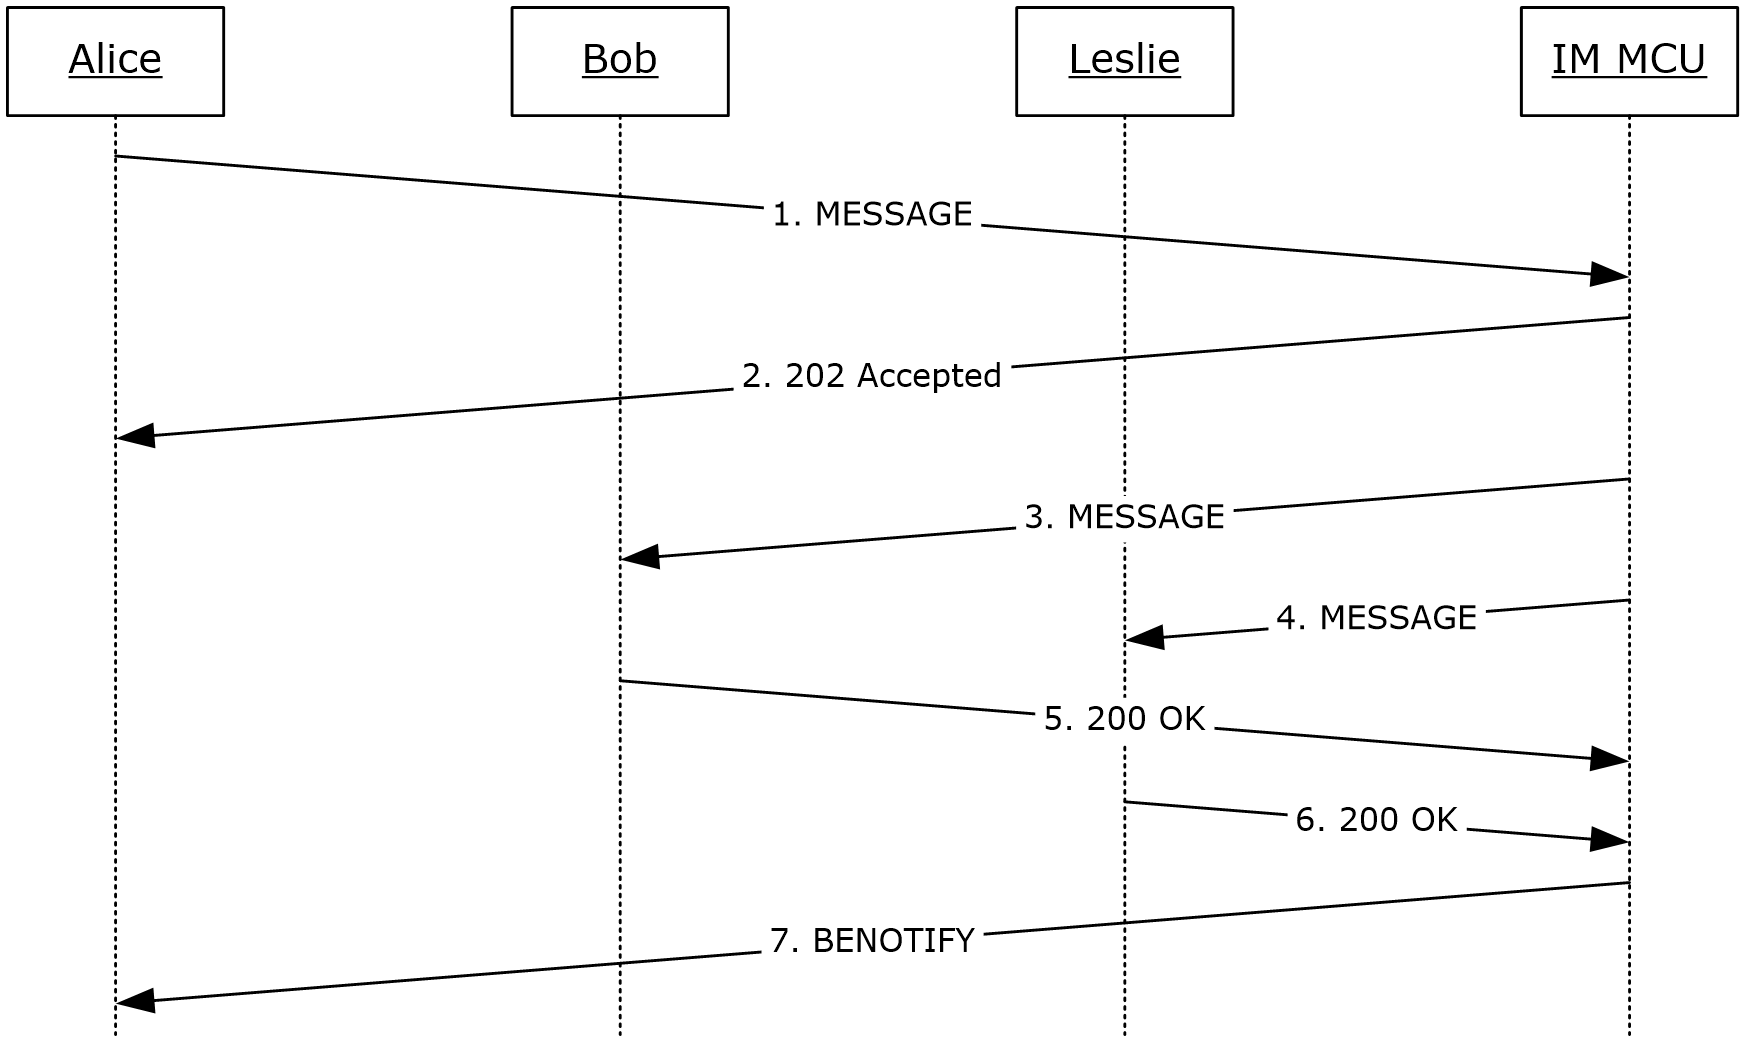 Alice
Bob
Leslie
IM MCU
1. MESSAGE
2. 202 Accepted
3. MESSAGE
4. MESSAGE
5. 200 OK
6. 200 OK
7. BENOTIFY